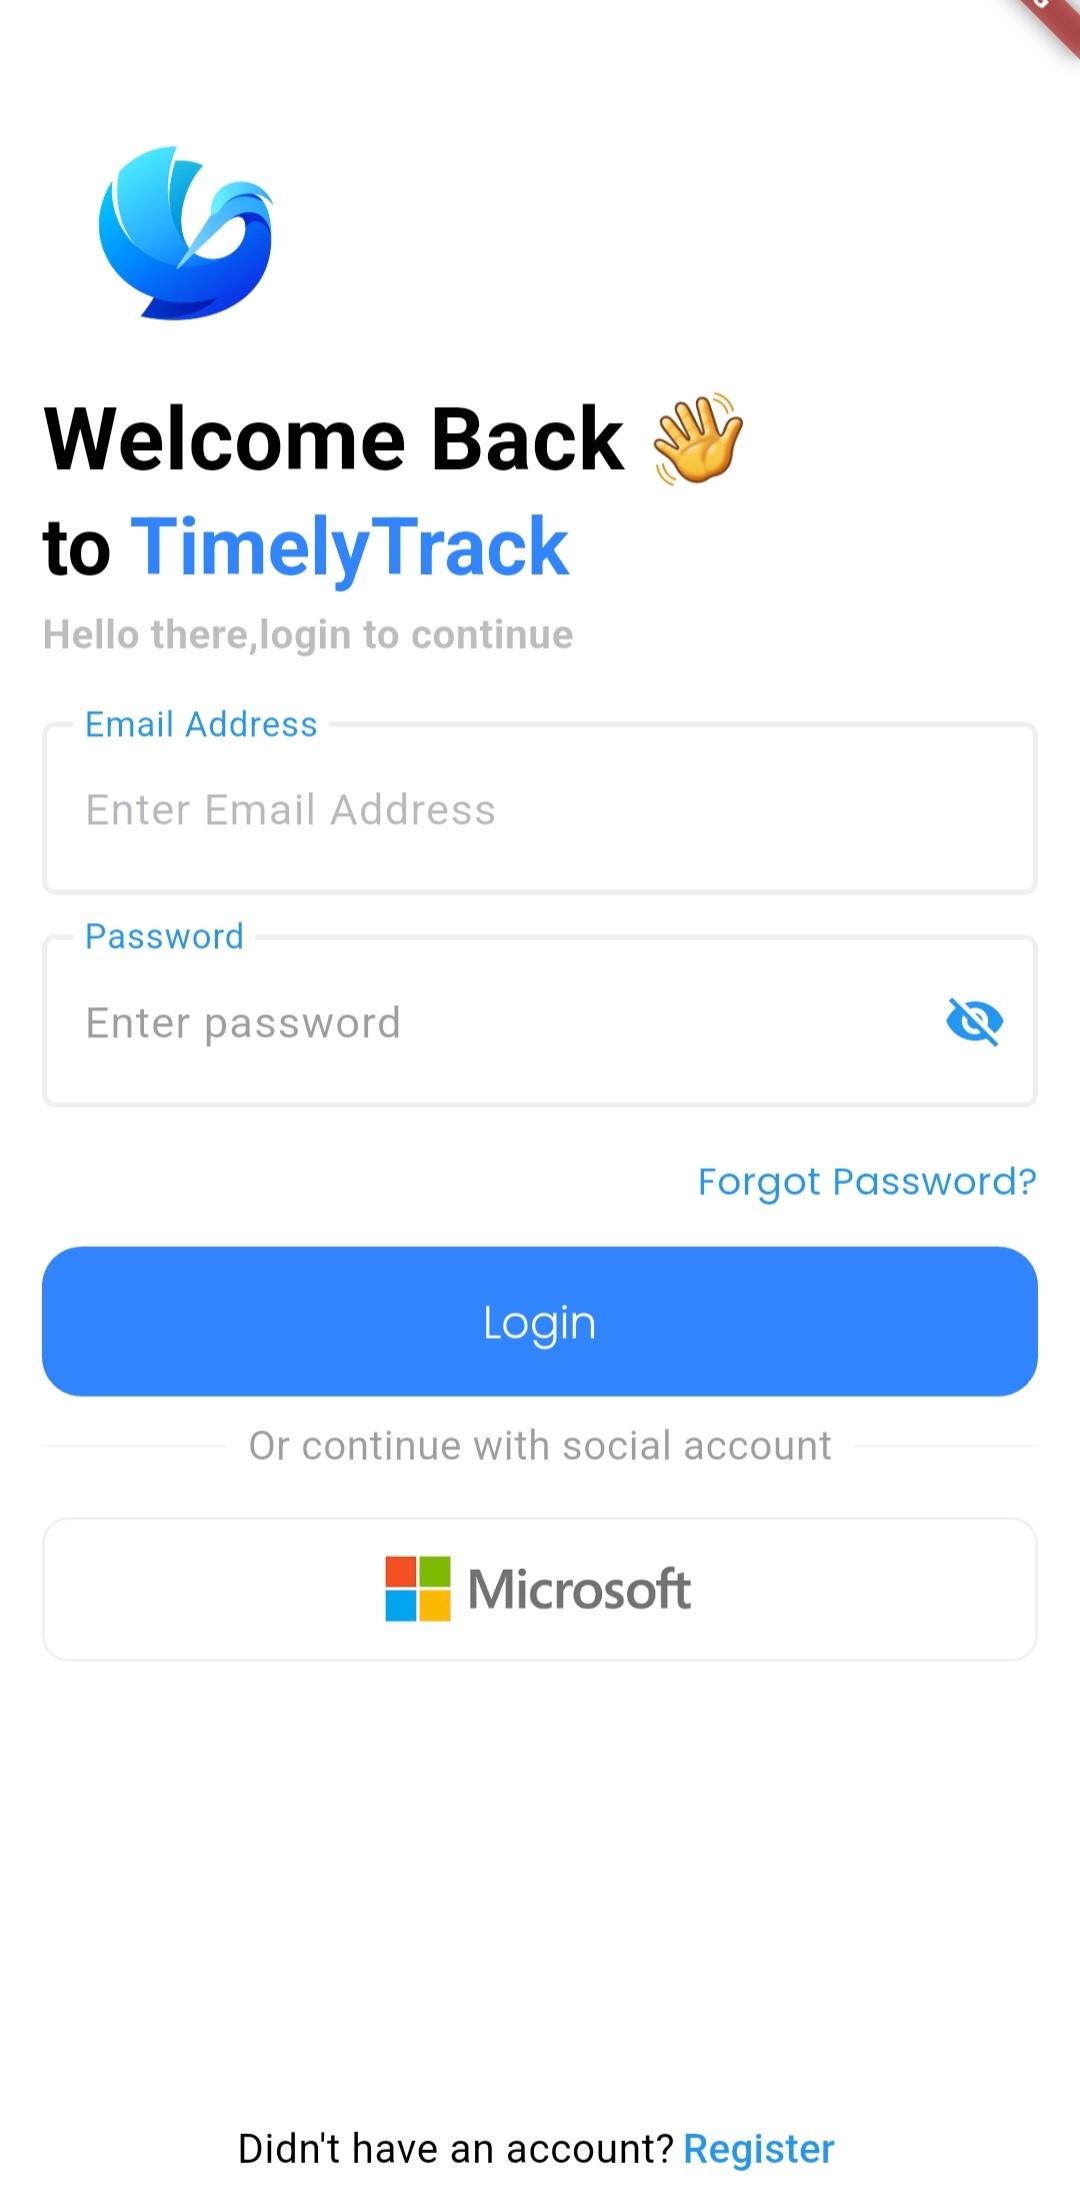 Welcome Back 👋
to TimelyTrack
Hello there,login to continue
Email Address
Enter Email Address
Password
Enter password
Forgot Password?
Login
Or continue with social account
Microsoft
Didn't have an account? Register